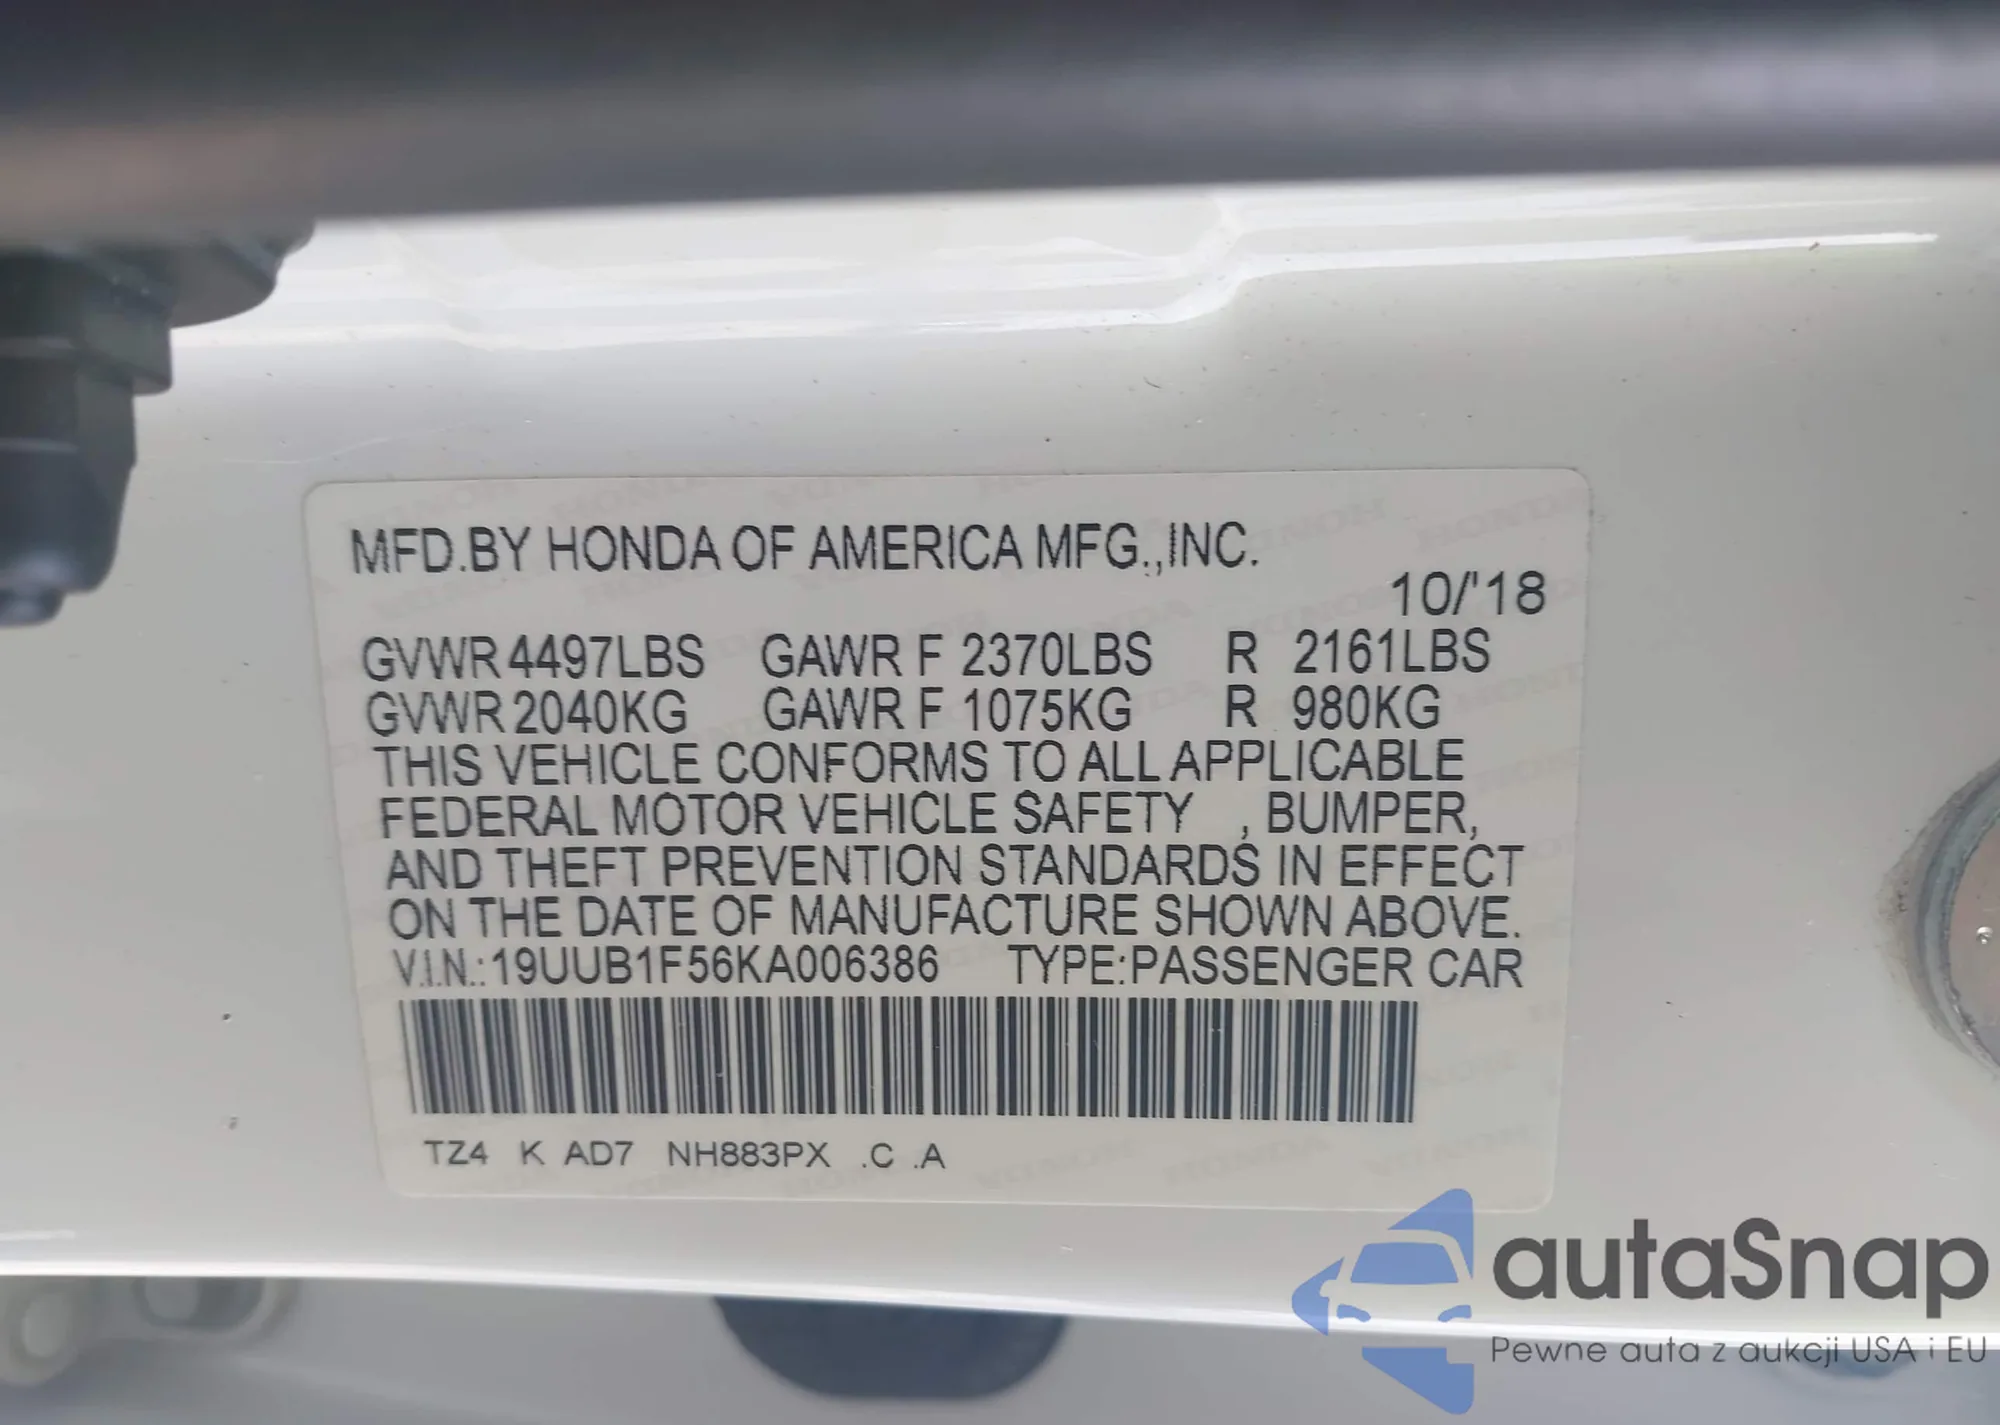 MFD.BY HONDA OF AMERICA MFG.,INC.
10/'18
GVWR 4497LBS GAWR F 2370LBS R 2161LBS
GVWR 2040KG GAWR F 1075KG R 980KG
THIS VEHICLE CONFORMS TO ALL APPLICABLE
FEDERAL MOTOR VEHICLE SAFETY , BUMPER,
AND THEFT PREVENTION STANDARDS IN EFFECT
ON THE DATE OF MANUFACTURE SHOWN ABOVE.
V.I.N.:19UUB1F56KA006386 TYPE:PASSENGER CAR
TZ4 K AD7 NH883PX .C .A
autaSnap
Pewne auta z aukcji USA i EU